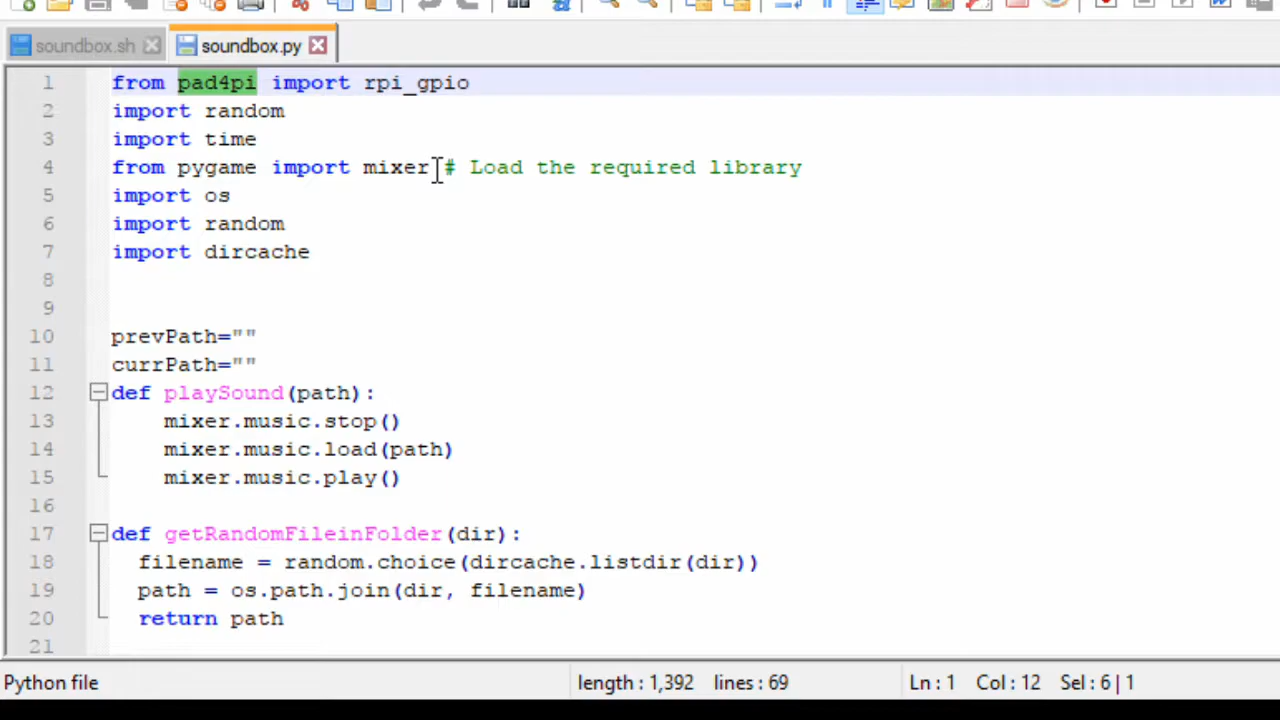 soundbox.sh soundbox.py
1 from pad4pi import rpi_gpio
2 import random
3 import time
4 from pygame import mixer # Load the required library
5 import os
6 import random
7 import dircache
8
9
10 prevPath=""
11 currPath=""
12 def playSound(path):
13 mixer.music.stop()
14 mixer.music.load(path)
15 mixer.music.play()
16
17 def getRandomFileinFolder(dir):
18 filename = random.choice(dircache.listdir(dir))
19 path = os.path.join(dir, filename)
20 return path
21
Python file length : 1,392 lines : 69 Ln : 1 Col : 12 Sel : 6 | 1